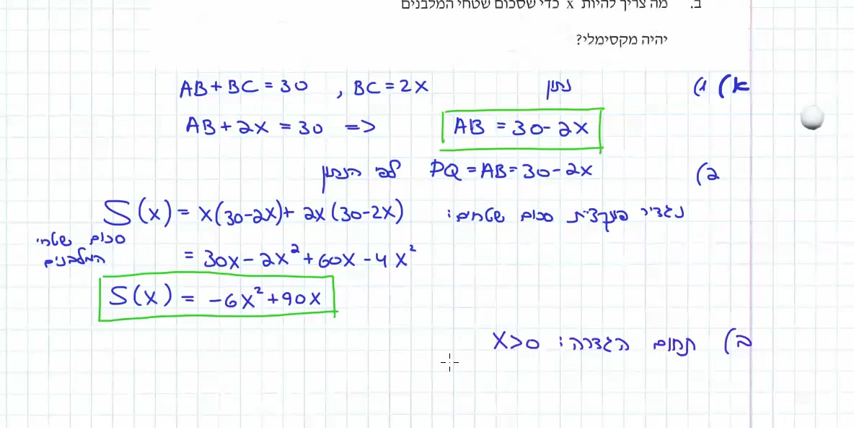 ב. מה צריך להיות x כדי שסכום שטחי המלבנים
יהיה מקסימלי?
א) 1) נתון AB+BC=30 , BC=2X
AB+2X=30 => AB = 30-2X
2) PQ=AB=30-2X לפי הנתון
נגדיר פונקציית סכום שטחים: S(x) = x(30-2x)+2x(30-2x)
סכום שטחי
המלבנים
= 30x-2x²+60x-4x²
S(x) = -6x²+90x
ב) תחום הגדרה: X>0